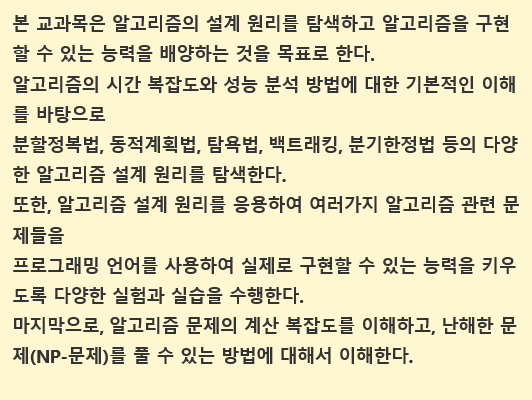 본 교과목은 알고리즘의 설계 원리를 탐색하고 알고리즘을 구현
할 수 있는 능력을 배양하는 것을 목표로 한다.
알고리즘의 시간 복잡도와 성능 분석 방법에 대한 기본적인 이해
를 바탕으로
분할정복법, 동적계획법, 탐욕법, 백트래킹, 분기한정법 등의 다양
한 알고리즘 설계 원리를 탐색한다.
또한, 알고리즘 설계 원리를 응용하여 여러가지 알고리즘 관련 문
제들을
프로그래밍 언어를 사용하여 실제로 구현할 수 있는 능력을 키우
도록 다양한 실험과 실습을 수행한다.
마지막으로, 알고리즘 문제의 계산 복잡도를 이해하고, 난해한 문
제(NP-문제)를 풀 수 있는 방법에 대해서 이해한다.